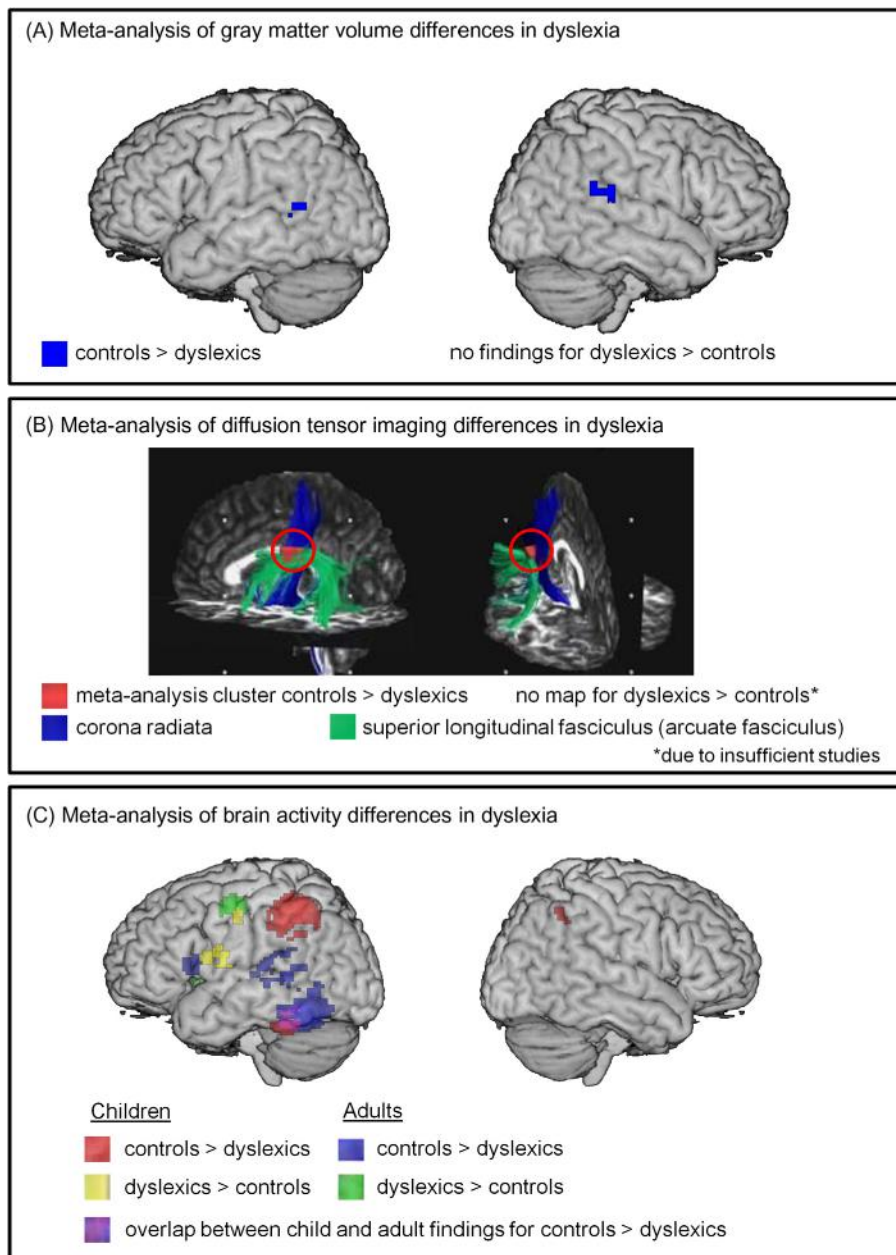 (A) Meta-analysis of gray matter volume differences in dyslexia
controls > dyslexics
no findings for dyslexics > controls
(B) Meta-analysis of diffusion tensor imaging differences in dyslexia
meta-analysis cluster controls > dyslexics
no map for dyslexics > controls*
corona radiata
superior longitudinal fasciculus (arcuate fasciculus)
*due to insufficient studies
(C) Meta-analysis of brain activity differences in dyslexia
Children
Adults
controls > dyslexics
controls > dyslexics
dyslexics > controls
dyslexics > controls
overlap between child and adult findings for controls > dyslexics